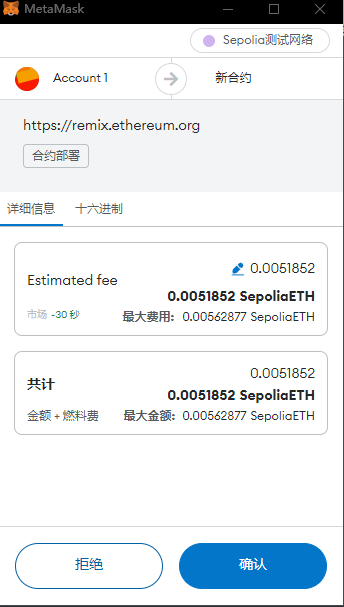 MetaMask
Sepolia测试网络
Account 1
新合约
https://remix.ethereum.org
合约部署
详细信息 十六进制
0.0051852
Estimated fee
0.0051852 SepoliaETH
市场 -30 秒 最大费用: 0.00562877 SepoliaETH
0.0051852
共计
0.0051852 SepoliaETH
金额 + 燃料费 最大金额: 0.00562877 SepoliaETH
拒绝 确认